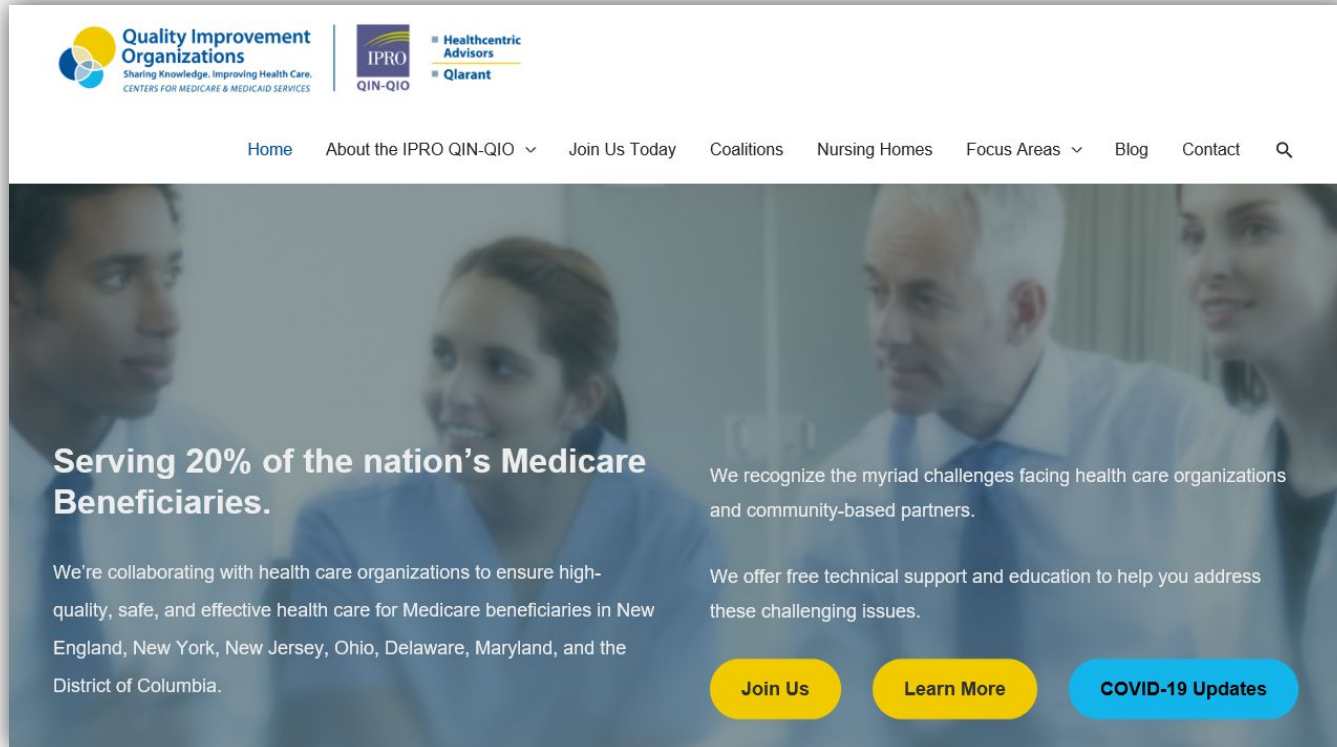 Quality Improvement
Organizations
Sharing Knowledge. Improving Health Care.
CENTERS FOR MEDICARE & MEDICAID SERVICES
IPRO
QIN-QIO
Healthcentric
Advisors
Qlarant
Home About the IPRO QIN-QIO Join Us Today Coalitions Nursing Homes Focus Areas Blog Contact
Serving 20% of the nation’s Medicare
Beneficiaries.
We’re collaborating with health care organizations to ensure high-
quality, safe, and effective health care for Medicare beneficiaries in New
England, New York, New Jersey, Ohio, Delaware, Maryland, and the
District of Columbia.
We recognize the myriad challenges facing health care organizations
and community-based partners.
We offer free technical support and education to help you address
these challenging issues.
Join Us Learn More COVID-19 Updates